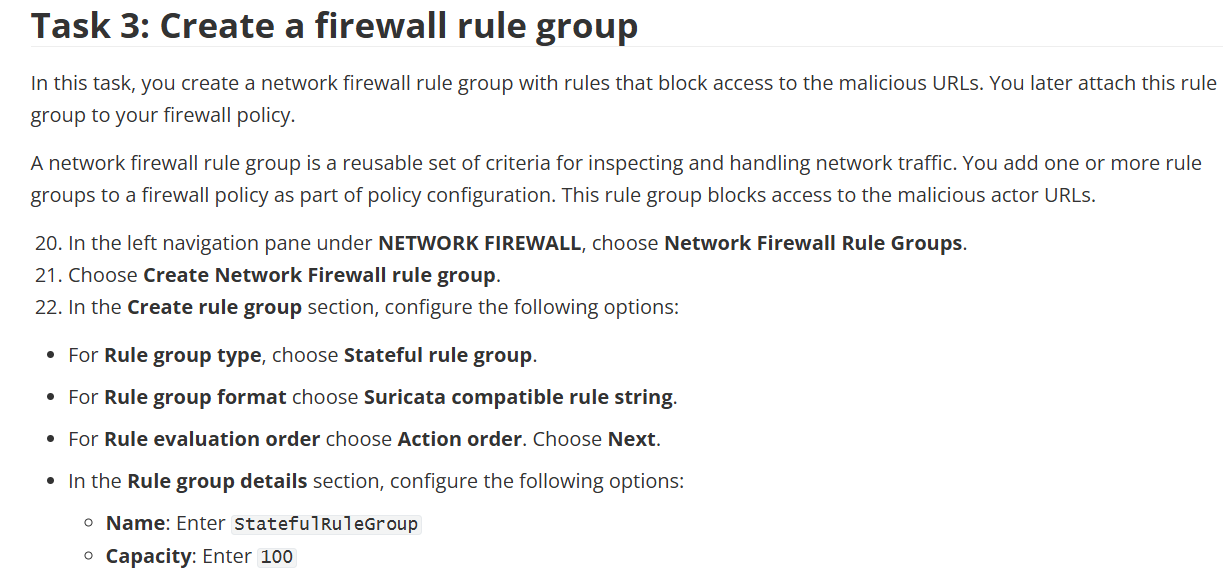 Task 3: Create a firewall rule group
In this task, you create a network firewall rule group with rules that block access to the malicious URLs. You later attach this rule
group to your firewall policy.
A network firewall rule group is a reusable set of criteria for inspecting and handling network traffic. You add one or more rule
groups to a firewall policy as part of policy configuration. This rule group blocks access to the malicious actor URLs.
20. In the left navigation pane under NETWORK FIREWALL, choose Network Firewall Rule Groups.
21. Choose Create Network Firewall rule group.
22. In the Create rule group section, configure the following options:
• For Rule group type, choose Stateful rule group.
• For Rule group format choose Suricata compatible rule string.
• For Rule evaluation order choose Action order. Choose Next.
• In the Rule group details section, configure the following options:
◦ Name: Enter StatefulRuleGroup
◦ Capacity: Enter 100